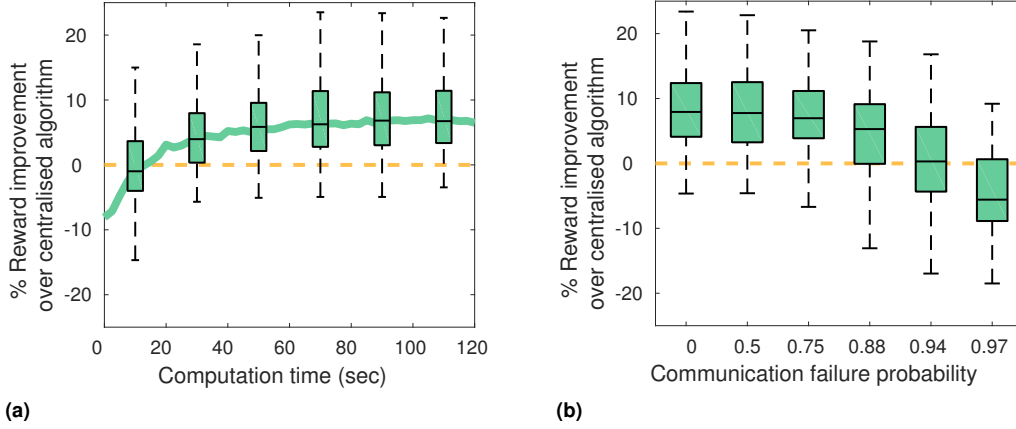 % Reward improvement
over centralised algorithm
20
10
0
-10
-20
0 20 40 60 80 100 120
Computation time (sec)
(a)
% Reward improvement
over centralised algorithm
20
10
0
-10
-20
0 0.5 0.75 0.88 0.94 0.97
Communication failure probability
(b)